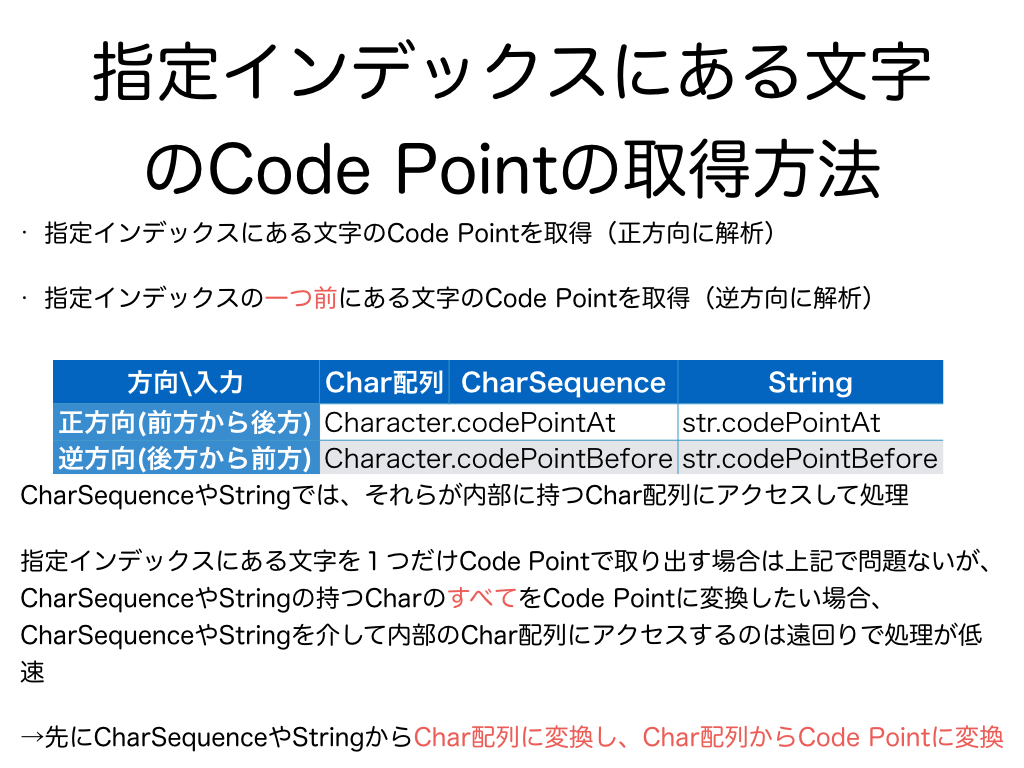 指定インデックスにある文字
のCode Pointの取得方法
・ 指定インデックスにある文字のCode Pointを取得（正方向に解析）
・ 指定インデックスの一つ前にある文字のCode Pointを取得（逆方向に解析）
方向\入力 Char配列 CharSequence String
正方向(前方から後方) Character.codePointAt str.codePointAt
逆方向(後方から前方) Character.codePointBefore str.codePointBefore
CharSequenceやStringでは、それらが内部に持つChar配列にアクセスして処理
指定インデックスにある文字を１つだけCode Pointで取り出す場合は上記で問題ないが、
CharSequenceやStringの持つCharのすべてをCode Pointに変換したい場合、
CharSequenceやStringを介して内部のChar配列にアクセスするのは遠回りで処理が低
速
→先にCharSequenceやStringからChar配列に変換し、Char配列からCode Pointに変換